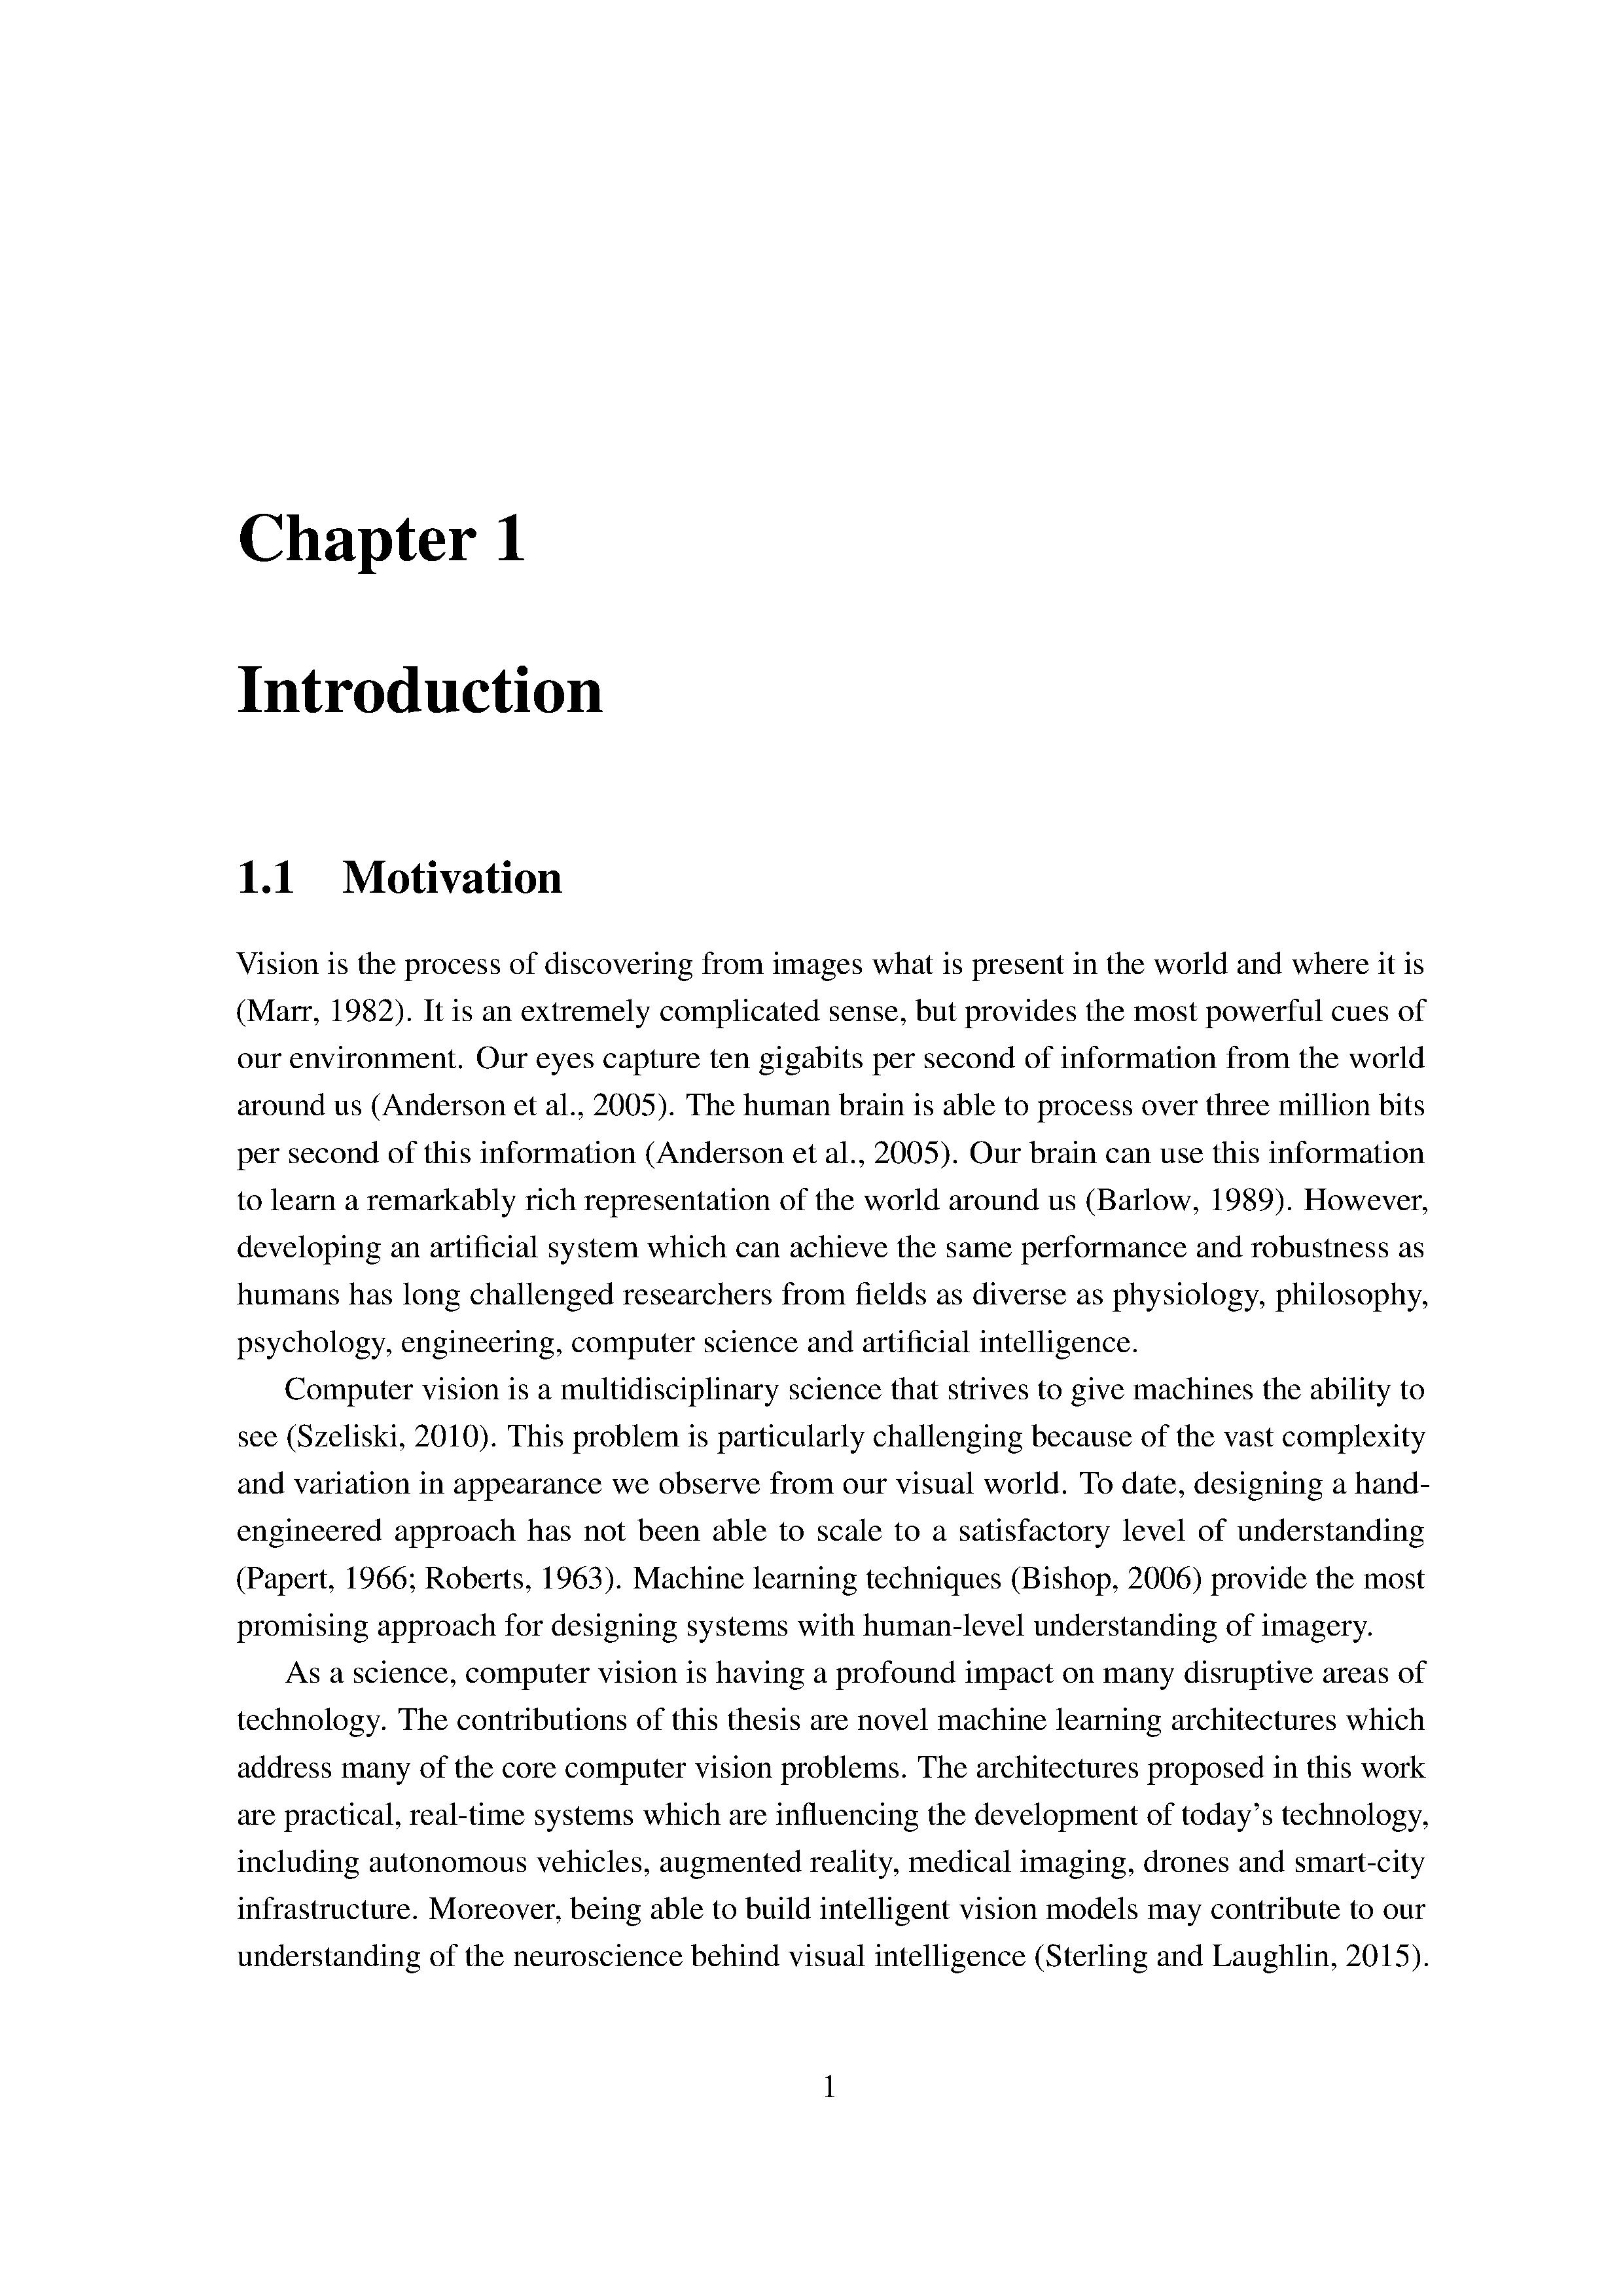 Chapter 1
Introduction
1.1 Motivation
Vision is the process of discovering from images what is present in the world and where it is
(Marr, 1982). It is an extremely complicated sense, but provides the most powerful cues of
our environment. Our eyes capture ten gigabits per second of information from the world
around us (Anderson et al., 2005). The human brain is able to process over three million bits
per second of this information (Anderson et al., 2005). Our brain can use this information
to learn a remarkably rich representation of the world around us (Barlow, 1989). However,
developing an artificial system which can achieve the same performance and robustness as
humans has long challenged researchers from fields as diverse as physiology, philosophy,
psychology, engineering, computer science and artificial intelligence.
Computer vision is a multidisciplinary science that strives to give machines the ability to
see (Szeliski, 2010). This problem is particularly challenging because of the vast complexity
and variation in appearance we observe from our visual world. To date, designing a hand-
engineered approach has not been able to scale to a satisfactory level of understanding
(Papert, 1966; Roberts, 1963). Machine learning techniques (Bishop, 2006) provide the most
promising approach for designing systems with human-level understanding of imagery.
As a science, computer vision is having a profound impact on many disruptive areas of
technology. The contributions of this thesis are novel machine learning architectures which
address many of the core computer vision problems. The architectures proposed in this work
are practical, real-time systems which are influencing the development of today's technology,
including autonomous vehicles, augmented reality, medical imaging, drones and smart-city
infrastructure. Moreover, being able to build intelligent vision models may contribute to our
understanding of the neuroscience behind visual intelligence (Sterling and Laughlin, 2015).
1